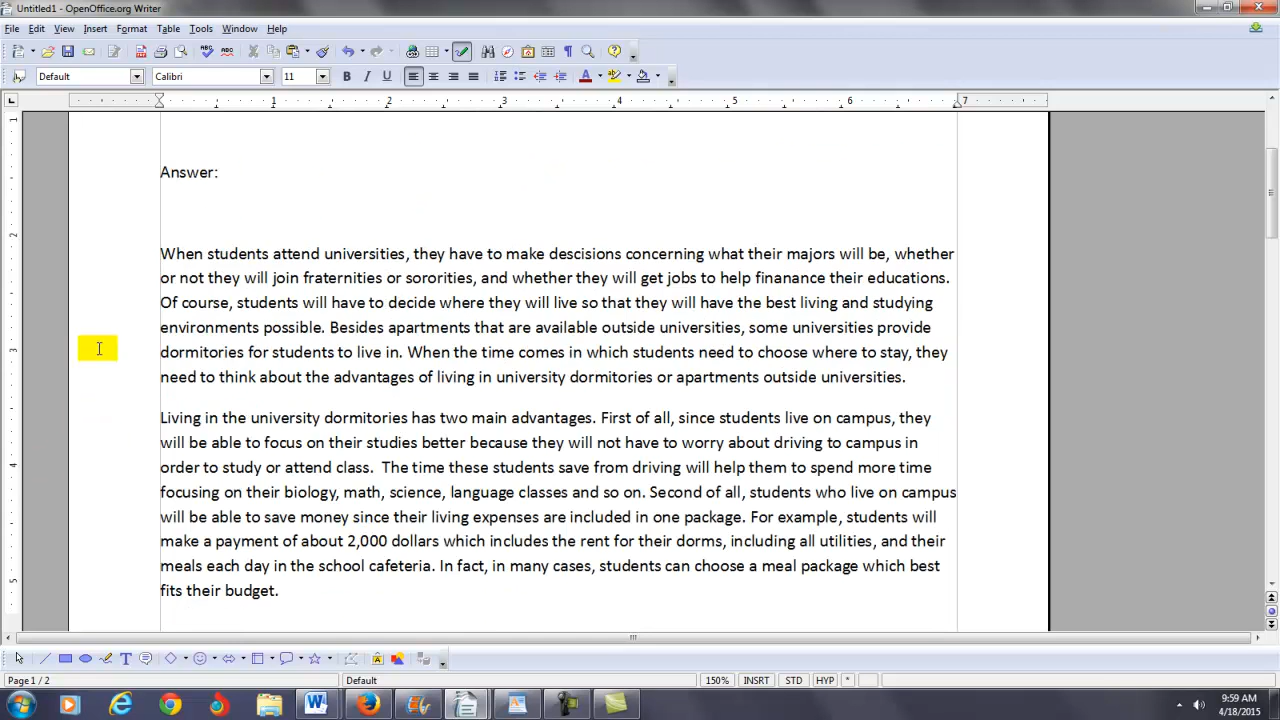 Untitled1 - OpenOffice.org Writer
File Edit View Insert Format Table Tools Window Help
Default Calibri 11
1 2 3 4 5 6 7
Answer:
When students attend universities, they have to make descisions concerning what their majors will be, whether
or not they will join fraternities or sororities, and whether they will get jobs to help finanance their educations.
Of course, students will have to decide where they will live so that they will have the best living and studying
environments possible. Besides apartments that are available outside universities, some universities provide
dormitories for students to live in. When the time comes in which students need to choose where to stay, they
need to think about the advantages of living in university dormitories or apartments outside universities.
Living in the university dormitories has two main advantages. First of all, since students live on campus, they
will be able to focus on their studies better because they will not have to worry about driving to campus in
order to study or attend class.  The time these students save from driving will help them to spend more time
focusing on their biology, math, science, language classes and so on. Second of all, students who live on campus
will be able to save money since their living expenses are included in one package. For example, students will
make a payment of about 2,000 dollars which includes the rent for their dorms, including all utilities, and their
meals each day in the school cafeteria. In fact, in many cases, students can choose a meal package which best
fits their budget.
Page 1 / 2 Default 150% INSRT STD HYP *
9:59 AM
4/18/2015